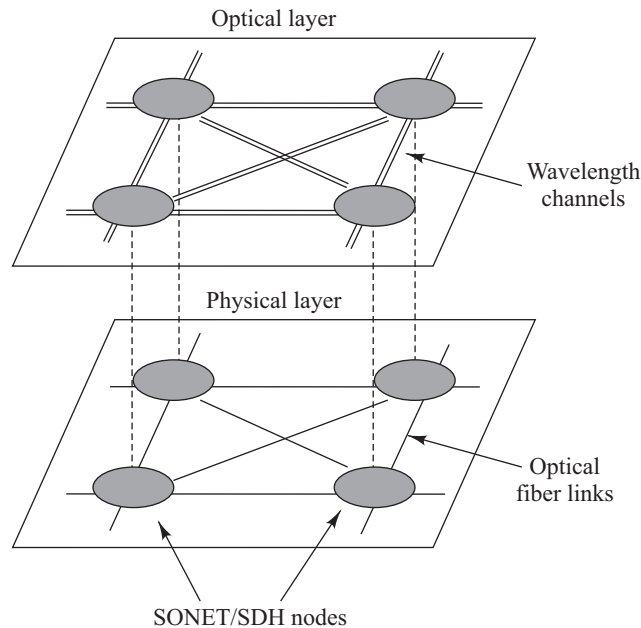 Optical layer
Wavelength
channels
Physical layer
Optical
fiber links
SONET/SDH nodes